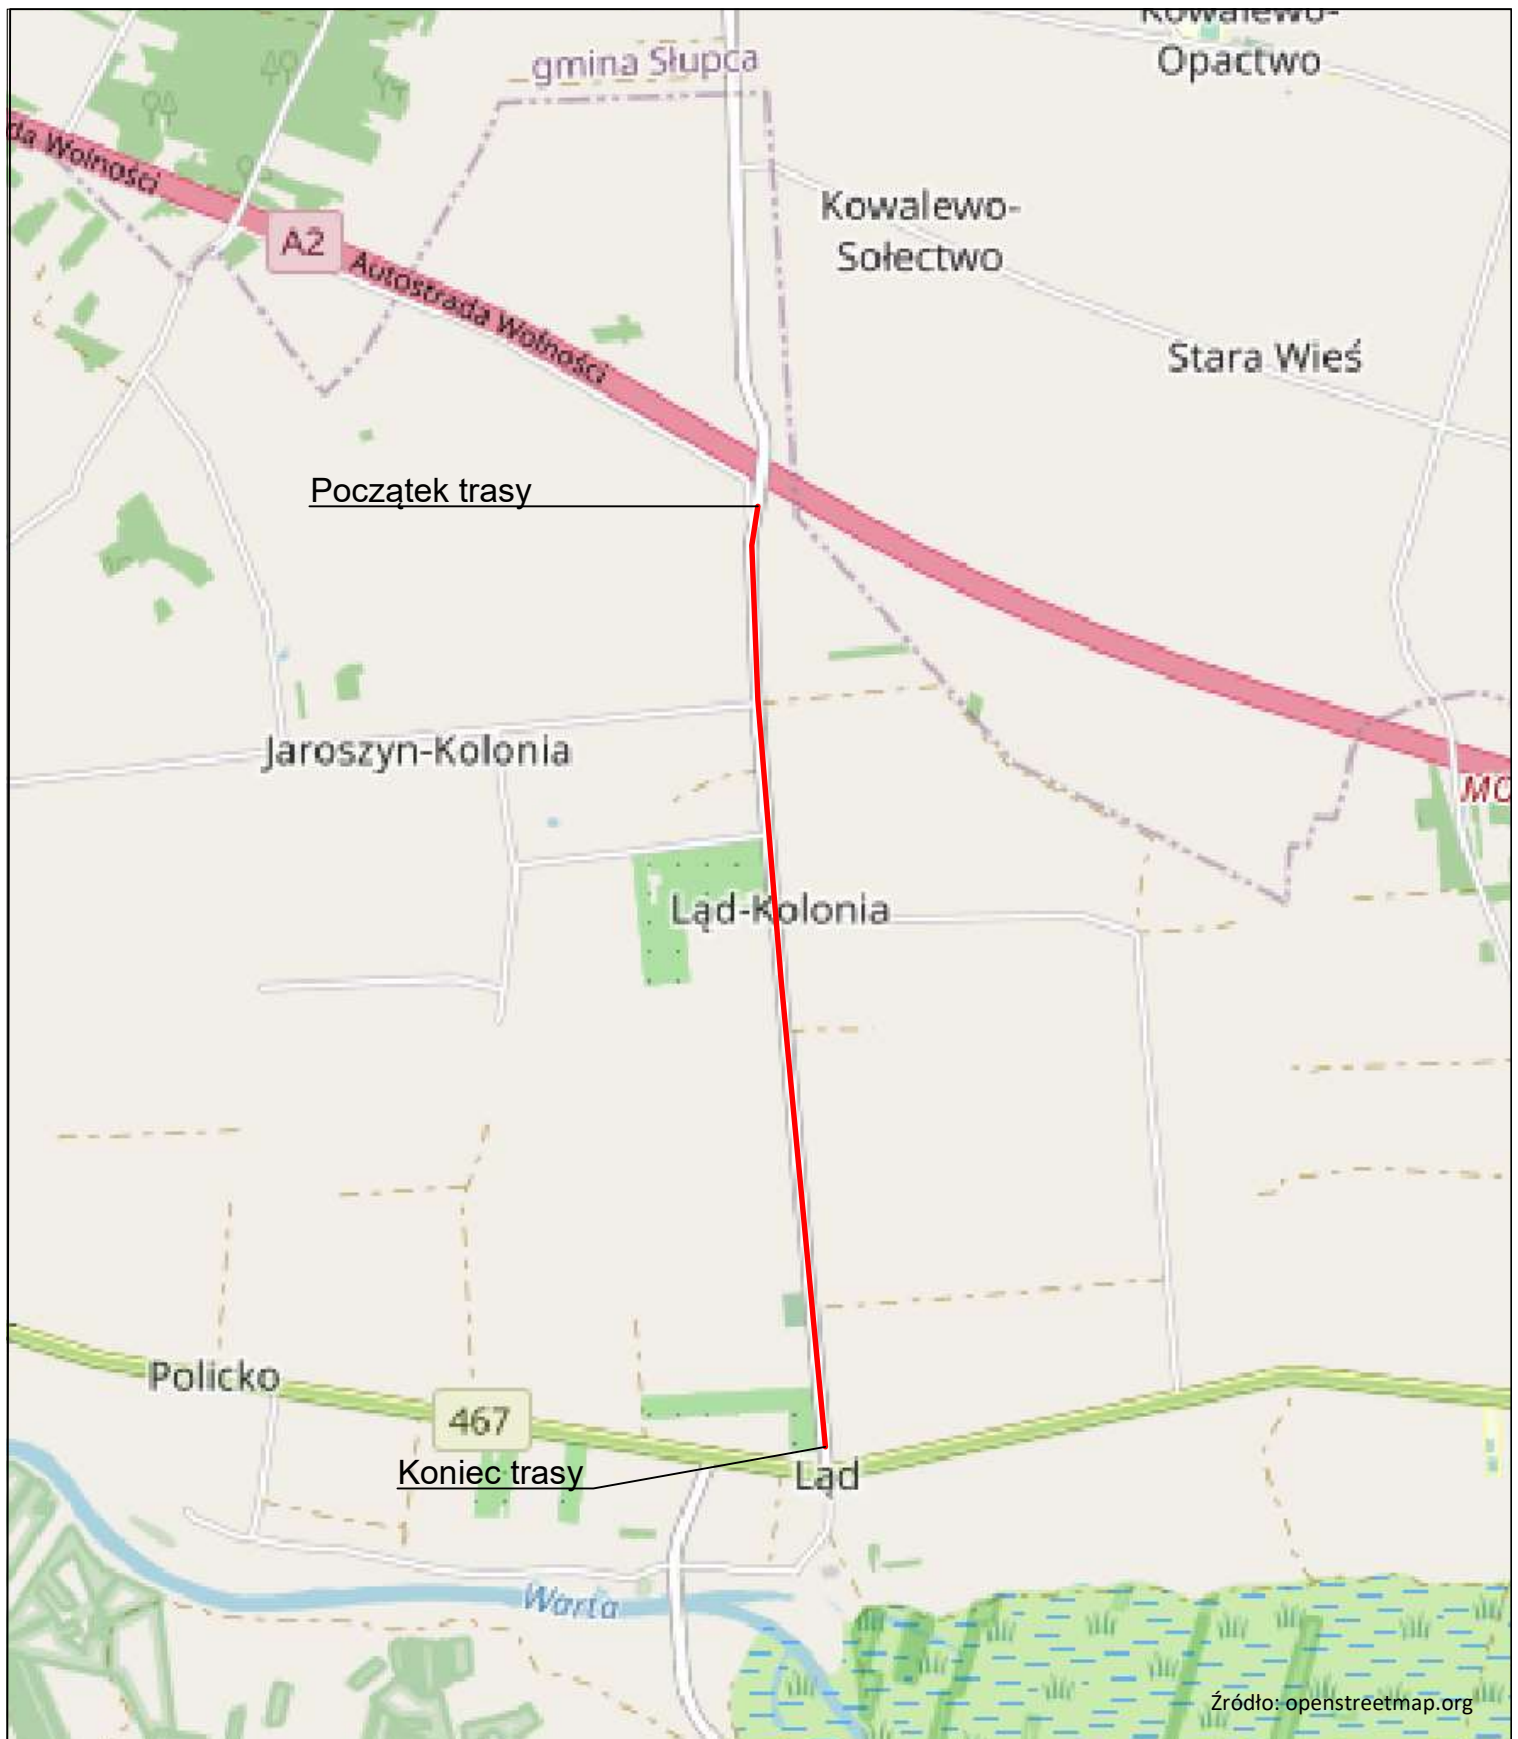 Kowalewo-
Opactwo
gmina Słupca
da Wolności
Kowalewo-
Sołectwo
A2
Autostrada Wolności
Stara Wieś
Początek trasy
Jaroszyn-Kolonia
MO
Ląd-Kolonia
Policko
467
Koniec trasy
Ląd
Warta
Źródło: openstreetmap.org